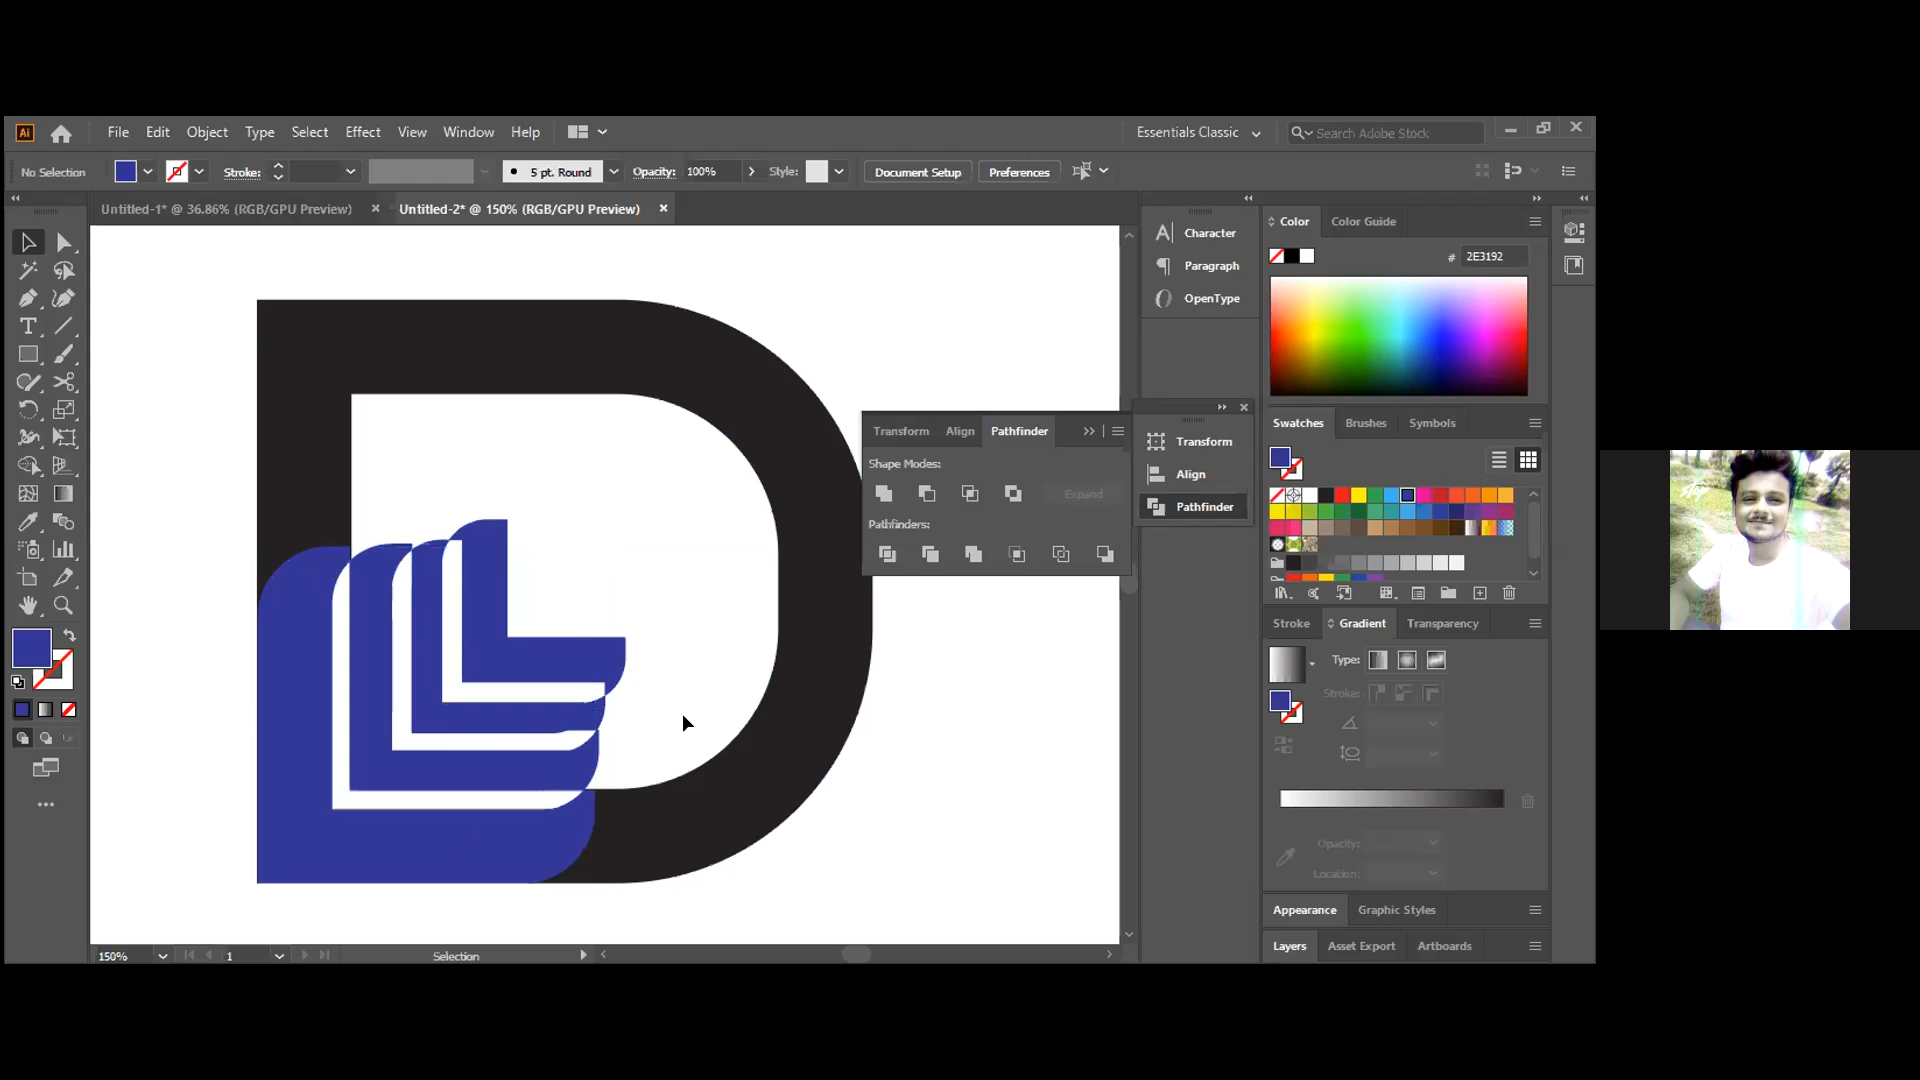 Ai File Edit Object Type Select Effect View Window Help Essentials Classic Search Adobe Stock
No Selection Stroke: 5 pt. Round Opacity: 100% Style: Document Setup Preferences
Untitled-1* @ 36.86% (RGB/GPU Preview) Untitled-2* @ 150% (RGB/GPU Preview)
Color Color Guide
Character
# 2E3192
Paragraph
OpenType
Transform Align Pathfinder
Shape Modes:
Expand
Pathfinders:
Transform
Align
Pathfinder
Swatches Brushes Symbols
Stroke Gradient Transparency
Type:
Stroke:
Opacity:
Location:
Appearance Graphic Styles
Layers Asset Export Artboards
150% 1 Selection